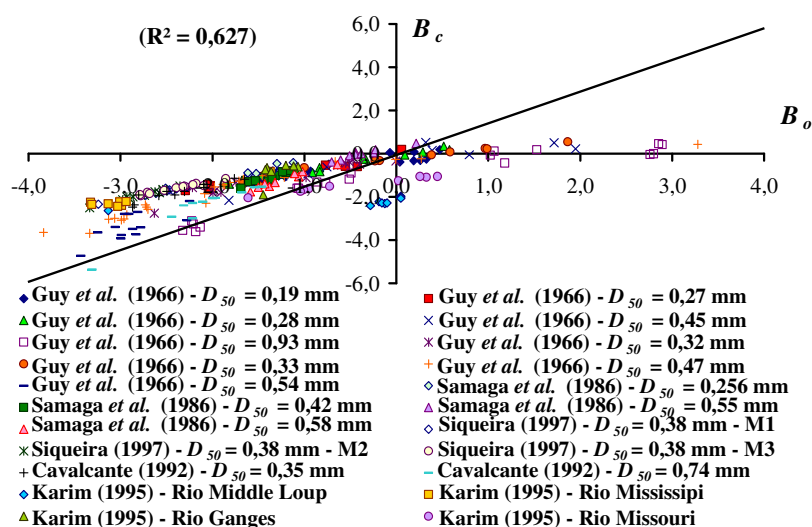 6,0
B c
(R² = 0,627)
4,0
2,0
B o
0,0
-4,0 -3,0 -2,0 -1,0 0,0 1,0 2,0 3,0 4,0
-2,0
-4,0
-6,0
Guy et al. (1966) - D 50 = 0,19 mm
Guy et al. (1966) - D 50 = 0,27 mm
Guy et al. (1966) - D 50 = 0,28 mm
Guy et al. (1966) - D 50 = 0,45 mm
Guy et al. (1966) - D 50 = 0,93 mm
Guy et al. (1966) - D 50 = 0,32 mm
Guy et al. (1966) - D 50 = 0,33 mm
Guy et al. (1966) - D 50 = 0,47 mm
Guy et al. (1966) - D 50 = 0,54 mm
Samaga et al. (1986) - D 50 = 0,256 mm
Samaga et al. (1986) - D 50 = 0,42 mm
Samaga et al. (1986) - D 50 = 0,55 mm
Samaga et al. (1986) - D 50 = 0,58 mm
Siqueira (1997) - D 50 = 0,38 mm - M1
Siqueira (1997) - D 50 = 0,38 mm - M2
Siqueira (1997) - D 50 = 0,38 mm - M3
Cavalcante (1992) - D 50 = 0,35 mm
Cavalcante (1992) - D 50 = 0,74 mm
Karim (1995) - Rio Middle Loup
Karim (1995) - Rio Mississipi
Karim (1995) - Rio Ganges
Karim (1995) - Rio Missouri